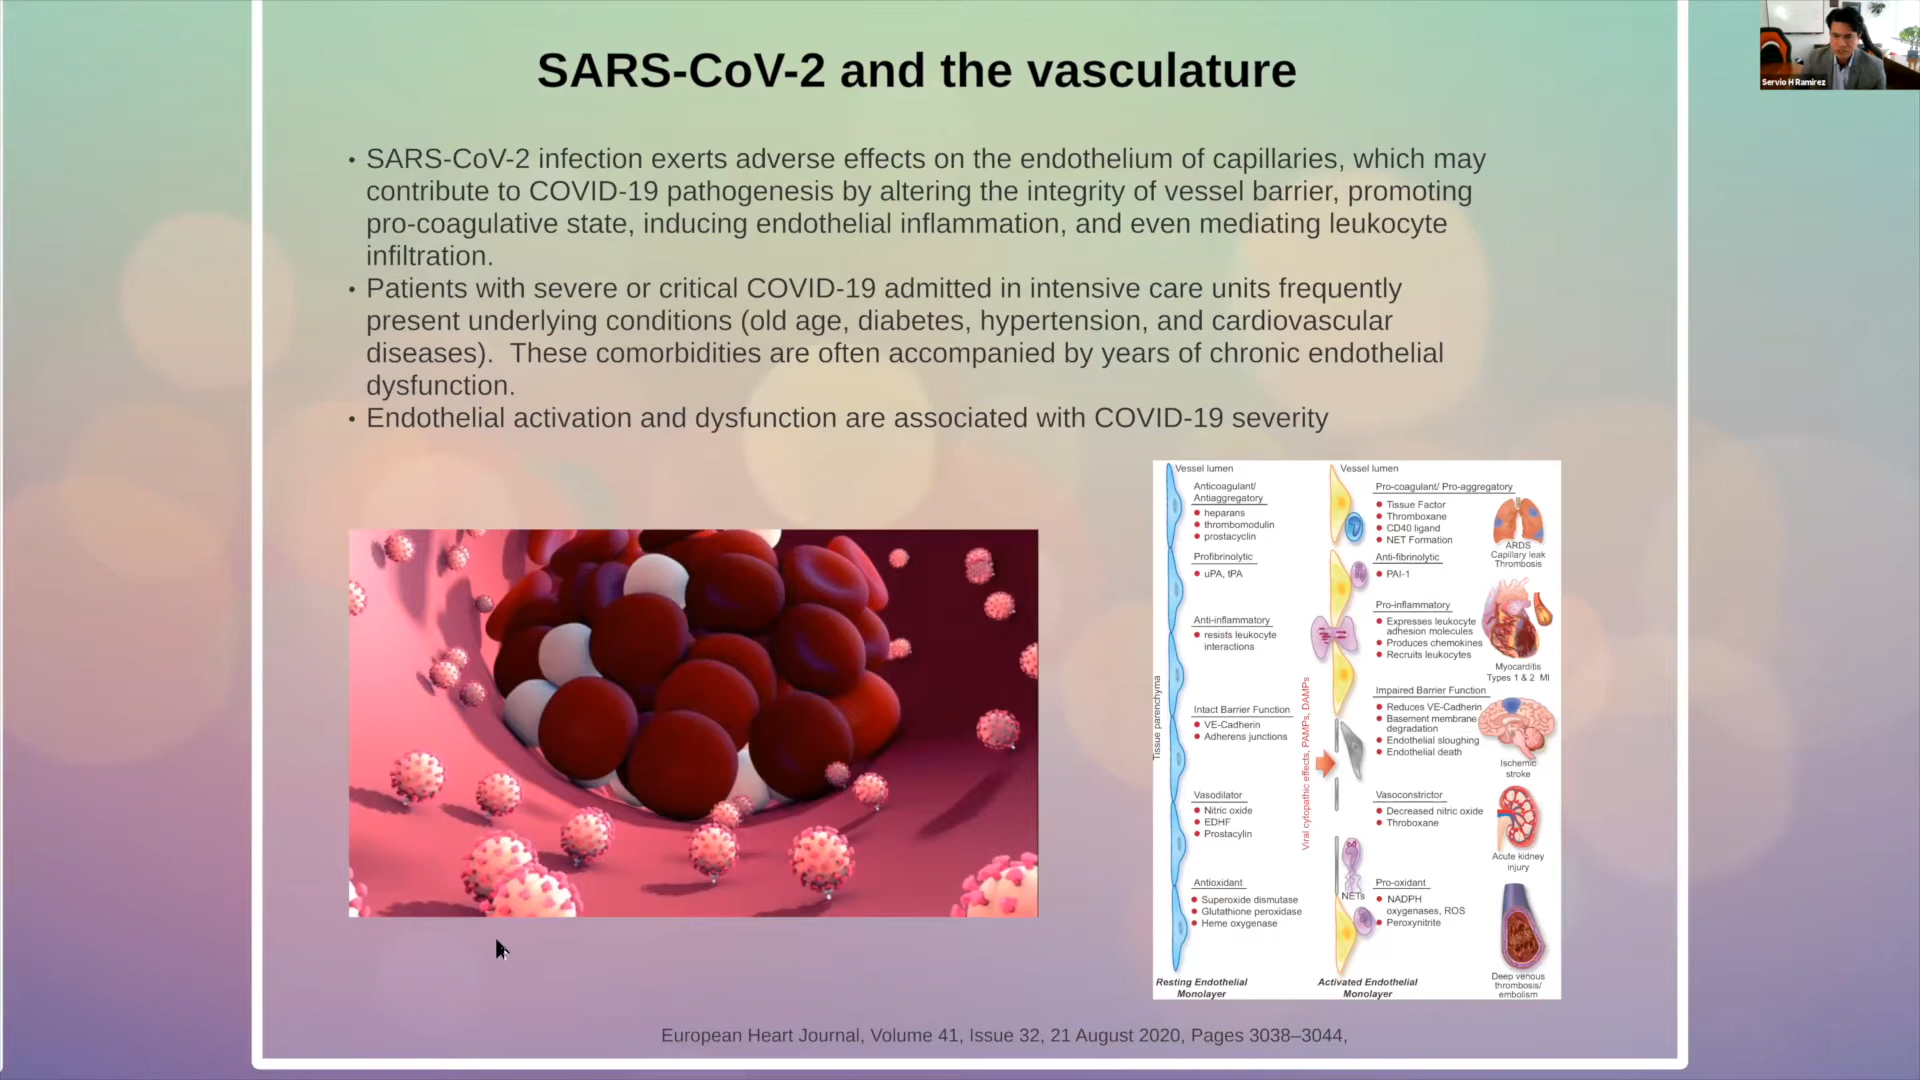 SARS-CoV-2 and the vasculature
Servio H Ramirez
• SARS-CoV-2 infection exerts adverse effects on the endothelium of capillaries, which may
contribute to COVID-19 pathogenesis by altering the integrity of vessel barrier, promoting
pro-coagulative state, inducing endothelial inflammation, and even mediating leukocyte
infiltration.
• Patients with severe or critical COVID-19 admitted in intensive care units frequently
present underlying conditions (old age, diabetes, hypertension, and cardiovascular
diseases).  These comorbidities are often accompanied by years of chronic endothelial
dysfunction.
• Endothelial activation and dysfunction are associated with COVID-19 severity
Vessel lumen
Anticoagulant/
Antiaggregatory
heparans
thrombomodulin
prostacyclin
Profibrinolytic
uPA, tPA
Anti-inflammatory
resists leukocyte
interactions
Intact Barrier Function
VE-Cadherin
Adherens junctions
Vasodilator
Nitric oxide
EDHF
Prostacylin
Antioxidant
Superoxide dismutase
Glutathione peroxidase
Heme oxygenase
Resting Endothelial
Monolayer
Tissue parenchyma
Viral cytopathic effects, PAMPs, DAMPs
Vessel lumen
Pro-coagulant/ Pro-aggregatory
Tissue Factor
Thromboxane
CD40 ligand
NET Formation
Anti-fibrinolytic
PAI-1
Pro-inflammatory
Expresses leukocyte
adhesion molecules
Produces chemokines
Recruits leukocytes
Impaired Barrier Function
Reduces VE-Cadherin
Basement membrane
degradation
Endothelial sloughing
Endothelial death
Vasoconstrictor
Decreased nitric oxide
Throboxane
NETs
Pro-oxidant
NADPH
oxygenases, ROS
Peroxynitrite
Activated Endothelial
Monolayer
ARDS
Capillary leak
Thrombosis
Myocarditis
Types 1 & 2 MI
Ischemic
stroke
Acute kidney
injury
Deep venous
thrombosis/
embolism
European Heart Journal, Volume 41, Issue 32, 21 August 2020, Pages 3038–3044,